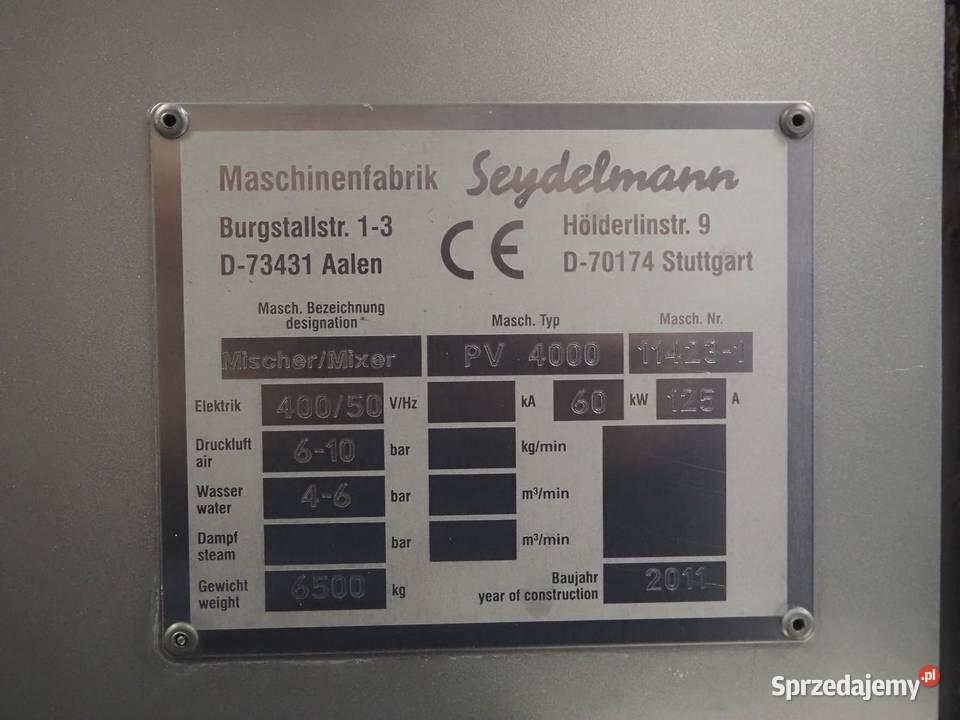 Maschinenfabrik Seydelmann
Burgstallstr. 1-3 Hölderlinstr. 9
D-73431 Aalen CE D-70174 Stuttgart
Masch. Bezeichnung Masch. Typ Masch. Nr.
designation
Mischer/Mixer PV 4000 11423-1
Elektrik 400/50 V/Hz kA 60 kW 125 A
Druckluft 6-10 bar kg/min
air
Wasser 4-6 bar m³/min
water
Dampf bar m³/min
steam
Gewicht 6500 kg Baujahr 2011
weight year of construction
Sprzedajemy.pl